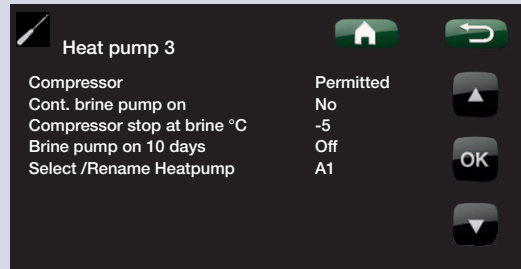 Heat pump 3
Compressor Permitted
Cont. brine pump on No
Compressor stop at brine °C -5
Brine pump on 10 days Off
Select /Rename Heatpump A1
OK